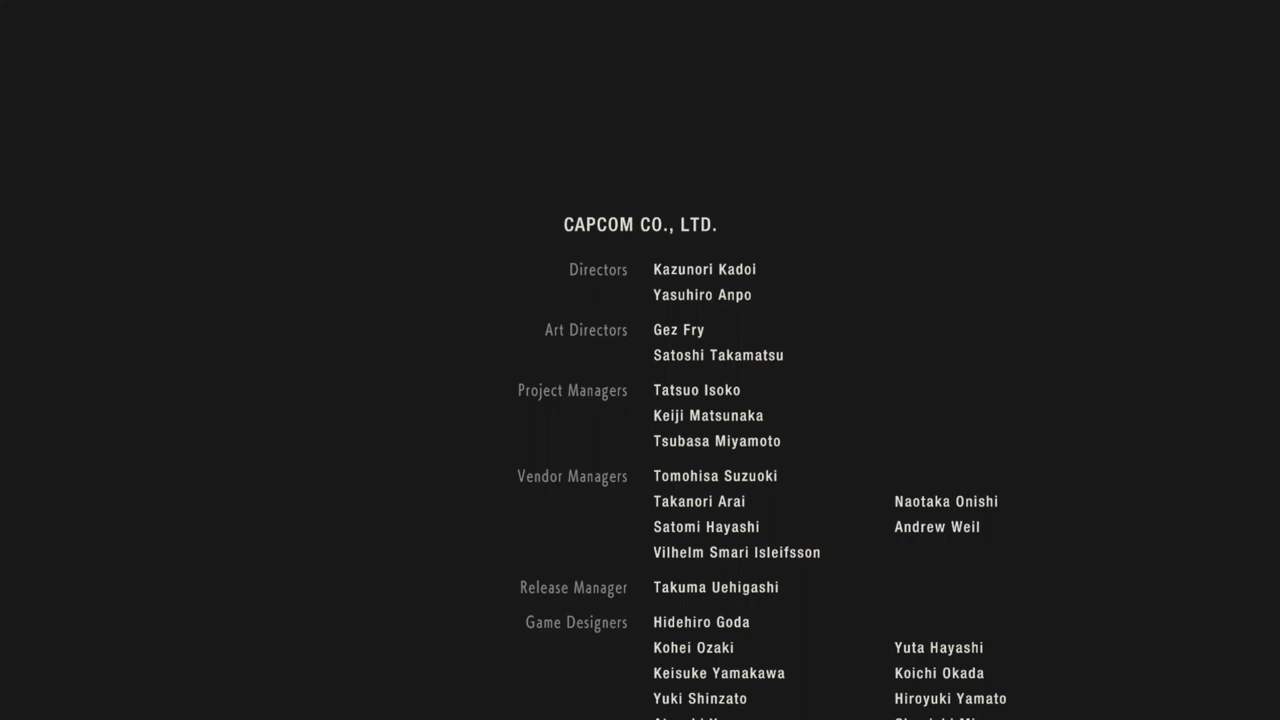 CAPCOM CO., LTD.
Directors Kazunori Kadoi
Yasuhiro Anpo
Art Directors Gez Fry
Satoshi Takamatsu
Project Managers Tatsuo Isoko
Keiji Matsunaka
Tsubasa Miyamoto
Vendor Managers Tomohisa Suzuoki
Takanori Arai Naotaka Onishi
Satomi Hayashi Andrew Weil
Vilhelm Smari Isleifsson
Release Manager Takuma Uehigashi
Game Designers Hidehiro Goda
Kohei Ozaki Yuta Hayashi
Keisuke Yamakawa Koichi Okada
Yuki Shinzato Hiroyuki Yamato